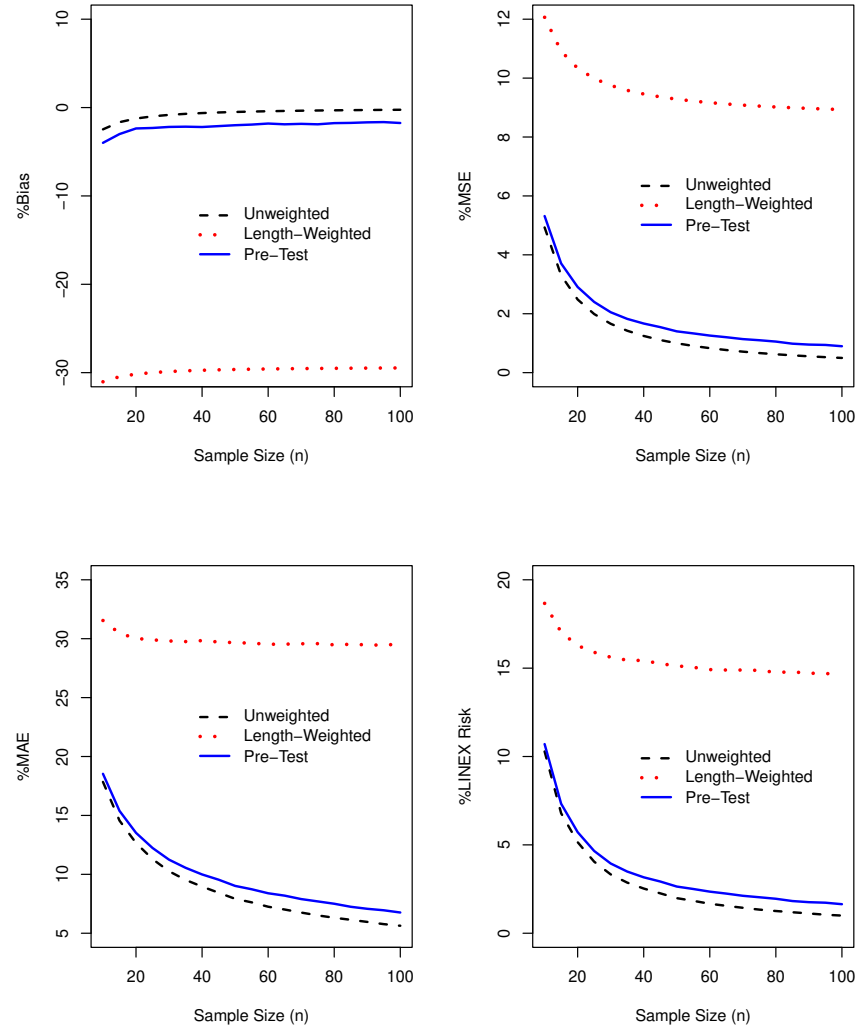 10
0
−10
−20
−30
%Bias
Unweighted
Length−Weighted
Pre−Test
20 40 60 80 100
Sample Size (n)
12
10
8
6
4
2
0
%MSE
Unweighted
Length−Weighted
Pre−Test
20 40 60 80 100
Sample Size (n)
35
30
25
20
15
10
5
%MAE
Unweighted
Length−Weighted
Pre−Test
20 40 60 80 100
Sample Size (n)
20
15
10
5
0
%LINEX Risk
Unweighted
Length−Weighted
Pre−Test
20 40 60 80 100
Sample Size (n)